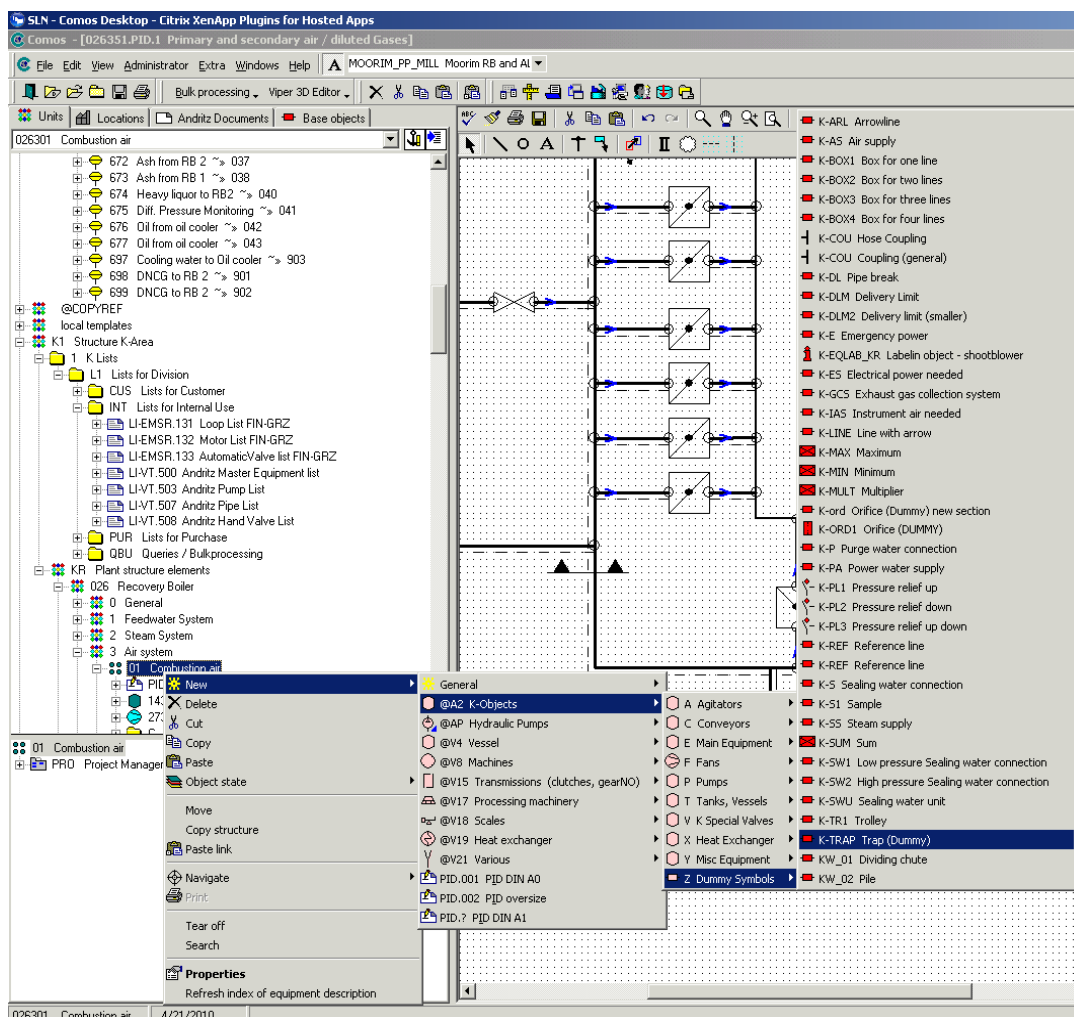 SLN - Comos Desktop - Citrix XenApp Plugins for Hosted Apps
Comos - [026351.PID.1 Primary and secondary air / diluted Gases]
File Edit View Administrator Extra Windows Help A MOORIM_PP_MILL Moorim RB and AL
Bulk processing Viper 3D Editor
Units Locations Andritz Documents Base objects
026301 Combustion air
672 Ash from RB 2 ~» 037
673 Ash from RB 1 ~» 038
674 Heavy liquor to RB2 ~» 040
675 Diff. Pressure Monitoring ~» 041
676 Oil from oil cooler ~» 042
677 Oil from oil cooler ~» 043
697 Cooling water to Oil cooler ~» 903
698 DNCG to RB 2 ~» 901
699 DNCG to RB 2 ~» 902
@COPYREF
local templates
K1 Structure K-Area
1 K Lists
L1 Lists for Division
CUS Lists for Customer
INT Lists for Internal Use
LI-EMSR.131 Loop List FIN-GRZ
LI-EMSR.132 Motor List FIN-GRZ
LI-EMSR.133 AutomaticValve list FIN-GRZ
LI-VT.500 Andritz Master Equipment list
LI-VT.503 Andritz Pump List
LI-VT.507 Andritz Pipe List
LI-VT.508 Andritz Hand Valve List
PUR Lists for Purchase
QBU Queries / Bulkprocessing
KR Plant structure elements
026 Recovery Boiler
0 General
1 Feedwater System
2 Steam System
3 Air system
01 Combustion air
PID
143
273
C
01 Combustion air
PRO Project Manager
New
Delete
Cut
Copy
Paste
Object state
Move
Copy structure
Paste link
Navigate
Print
Tear off
Search
Properties
Refresh index of equipment description
General
@A2 K-Objects
@AP Hydraulic Pumps
@V4 Vessel
@V8 Machines
@V15 Transmissions (clutches, gearNO)
@V17 Processing machinery
@V18 Scales
@V19 Heat exchanger
@V21 Various
PID.001 PID DIN A0
PID.002 PID oversize
PID.? PID DIN A1
A Agitators
C Conveyors
E Main Equipment
F Fans
P Pumps
T Tanks, Vessels
V K Special Valves
X Heat Exchanger
Y Misc Equipment
Z Dummy Symbols
K-ARL Arrowline
K-AS Air supply
K-BOX1 Box for one line
K-BOX2 Box for two lines
K-BOX3 Box for three lines
K-BOX4 Box for four lines
K-COU Hose Coupling
K-COU Coupling (general)
K-DL Pipe break
K-DLM Delivery Limit
K-DLM2 Delivery limit (smaller)
K-E Emergency power
K-EQLAB_KR Labelin object - shootblower
K-ES Electrical power needed
K-GCS Exhaust gas collection system
K-IAS Instrument air needed
K-LINE Line with arrow
K-MAX Maximum
K-MIN Minimum
K-MULT Multiplier
K-ord Orifice (Dummy) new section
K-ORD1 Orifice (DUMMY)
K-P Purge water connection
K-PA Power water supply
K-PL1 Pressure relief up
K-PL2 Pressure relief down
K-PL3 Pressure relief up down
K-REF Reference line
K-REF Reference line
K-S Sealing water connection
K-S1 Sample
K-SS Steam supply
K-SUM Sum
K-SW1 Low pressure Sealing water connection
K-SW2 High pressure Sealing water connection
K-SWU Sealing water unit
K-TR1 Trolley
K-TRAP Trap (Dummy)
KW_01 Dividing chute
KW_02 Pile
026301 Combustion air 4/21/2010